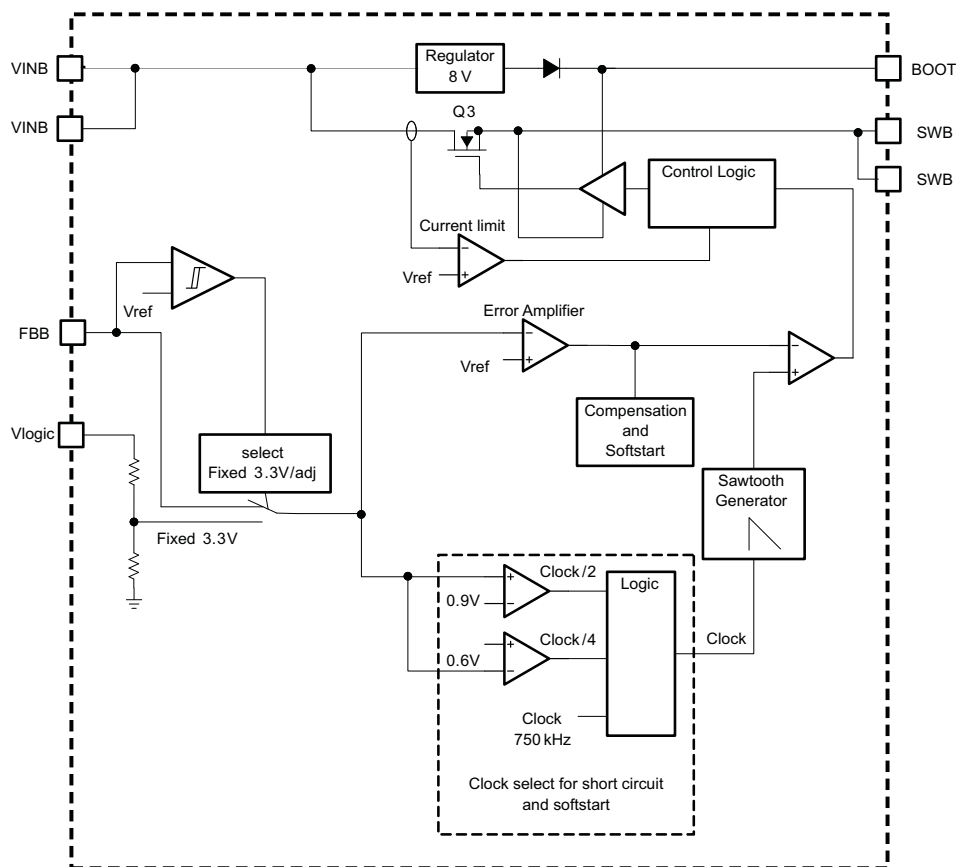 VINB
Regulator
8 V
BOOT
Q3
VINB
SWB
SWB
Control Logic
Current limit
−
+
Vref
Vref
FBB
Error Amplifier
−
+
Vref
−
+
Compensation
and
Softstart
Vlogic
select
Fixed 3.3V/adj
Sawtooth
Generator
Fixed 3.3V
+
−
0.9V
Clock/2
Logic
+
−
0.6V
Clock/4
Clock
Clock
750 kHz
Clock select for short circuit
and softstart